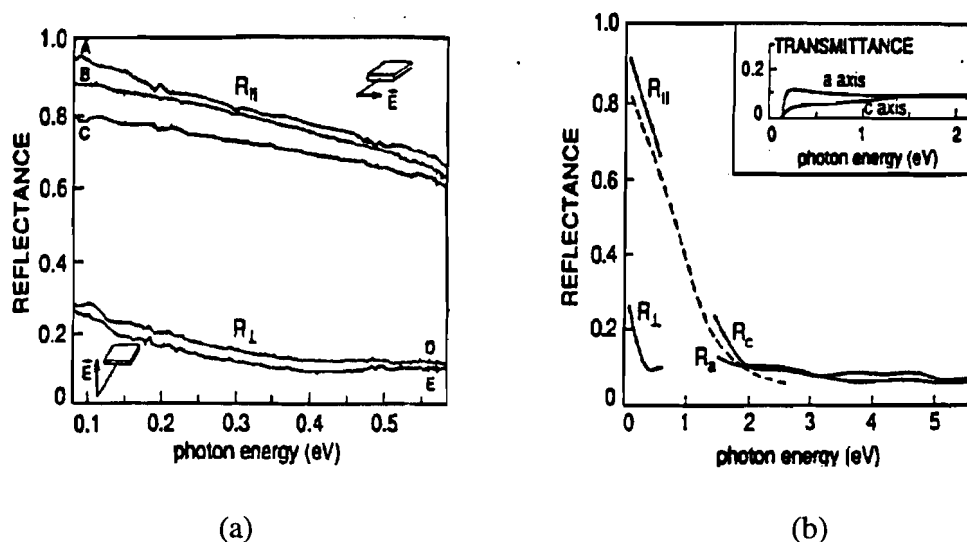 1.0
0.8
0.6
0.4
0.2
0
REFLECTANCE
A
B
C
R||
E
R⊥
E
D
E
0.1 0.2 0.3 0.4 0.5
photon energy (eV)
(a)
1.0
0.8
0.6
0.4
0.2
0
REFLECTANCE
R||
R⊥
Rc
Ra
TRANSMITTANCE
0.2
0
a axis
c axis
0 1 2
photon energy (eV)
0 1 2 3 4 5
photon energy (eV)
(b)